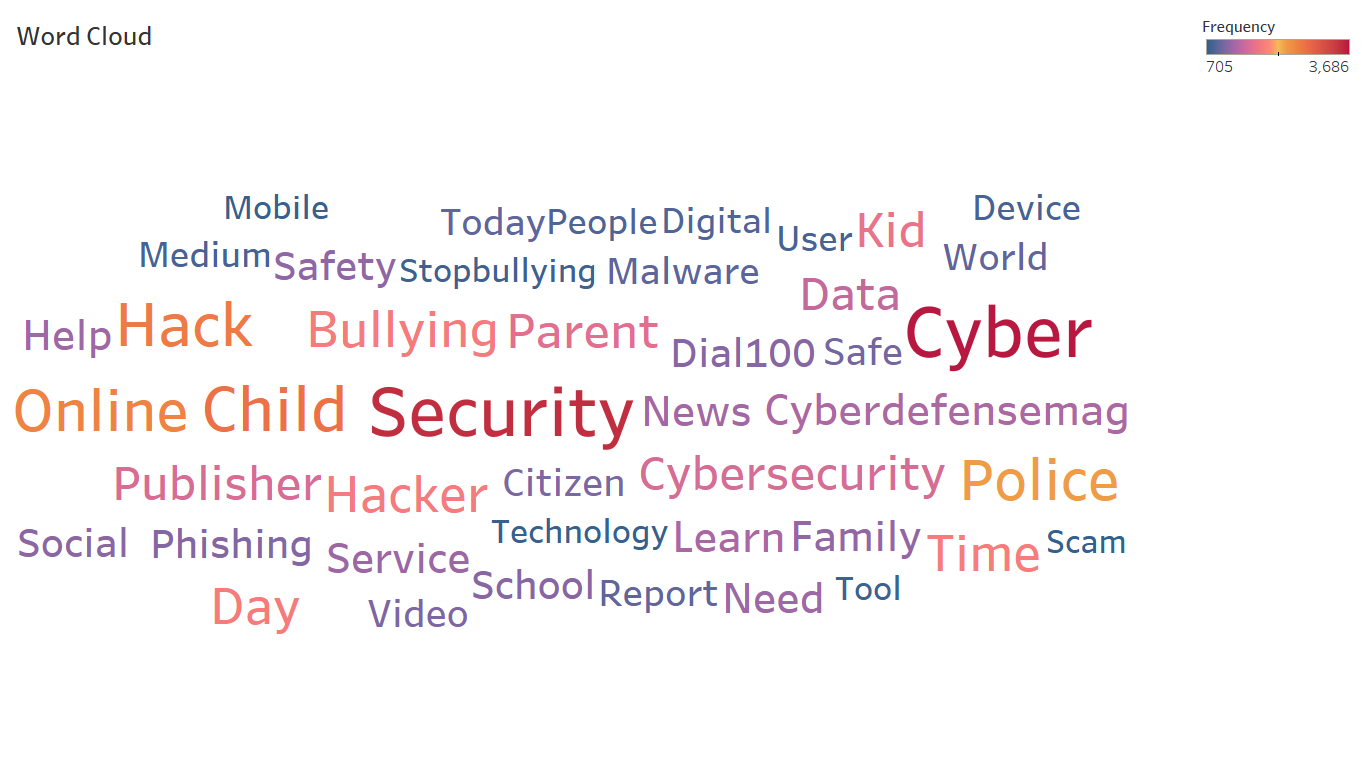 Word Cloud
Frequency
705 3,686
Mobile Today People Digital User Kid Device
Medium Safety Stopbullying Malware World
Data
Help Hack Bullying Parent Dial100 Safe Cyber
Online Child Security News Cyberdefensemag
Publisher Hacker Citizen Cybersecurity Police
Social Phishing Service Technology Learn Family Time Scam
Day Video School Report Need Tool